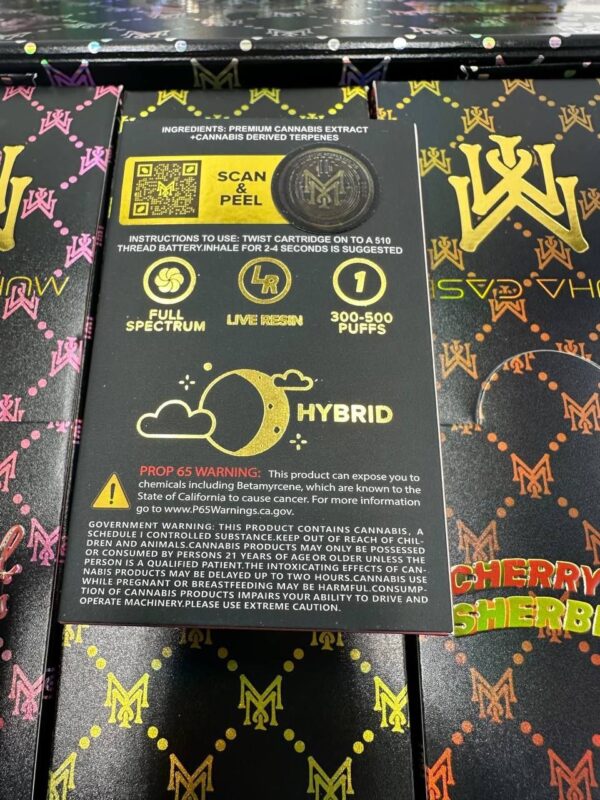 INGREDIENTS: PREMIUM CANNABIS EXTRACT
+CANNABIS DERIVED TERPENES
SCAN
& PEEL
INSTRUCTIONS TO USE: TWIST CARTRIDGE ON TO A 510
THREAD BATTERY.INHALE FOR 2-4 SECONDS IS SUGGESTED
LR
1
FULL
SPECTRUM
LIVE RESIN
300-500
PUFFS
HYBRID
PROP 65 WARNING: This product can expose you to
chemicals including Betamyrcene, which are known to the
State of California to cause cancer. For more information
go to www.P65Warnings.ca.gov.
GOVERNMENT WARNING: THIS PRODUCT CONTAINS CANNABIS, A
SCHEDULE I CONTROLLED SUBSTANCE.KEEP OUT OF REACH OF CHIL-
DREN AND ANIMALS.CANNABIS PRODUCTS MAY ONLY BE POSSESSED
OR CONSUMED BY PERSONS 21 YEARS OF AGE OR OLDER UNLESS THE
PERSON IS A QUALIFIED PATIENT.THE INTOXICATING EFFECTS OF CAN-
NABIS PRODUCTS MAY BE DELAYED UP TO TWO HOURS.CANNABIS USE
WHILE PREGNANT OR BREASTFEEDING MAY BE HARMFUL.CONSUMP-
TION OF CANNABIS PRODUCTS IMPAIRS YOUR ABILITY TO DRIVE AND
OPERATE MACHINERY.PLEASE USE EXTREME CAUTION.
CHERRY